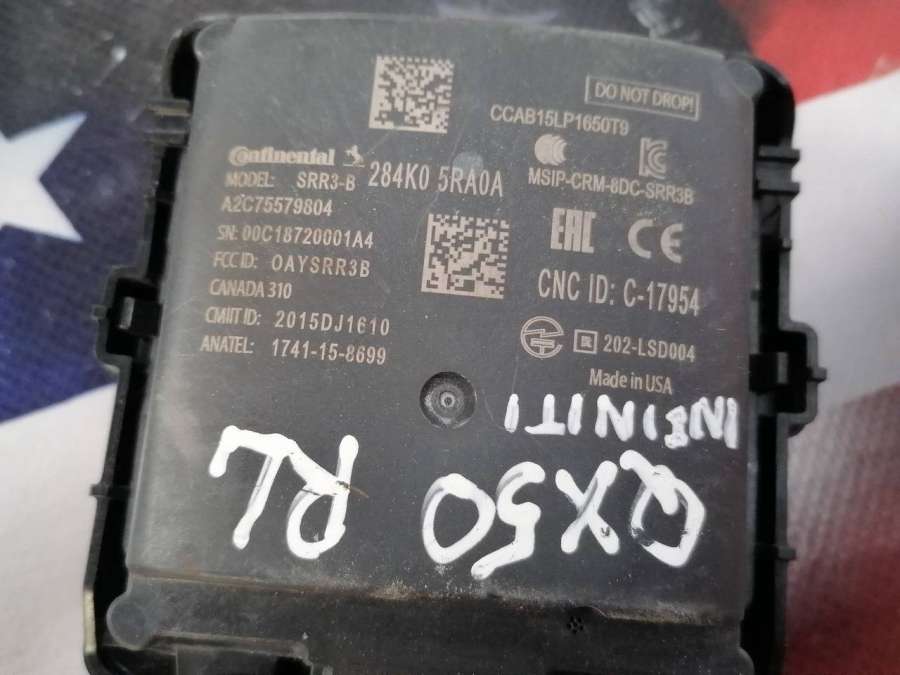 DO NOT DROP!
CCAB15LP1650T9
Continental
MODEL: SRR3-B 284K0 5RA0A
MSIP-CRM-8DC-SRR3B
A2C75579804
SN: 00C18720001A4
EAC CE
FCC ID: OAYSRR3B
CNC ID: C-17954
CANADA 310
CMIIT ID: 2015DJ1610
R 202-LSD004
ANATEL: 1741-15-8699
Made in USA
INFINITI
QX50 RL